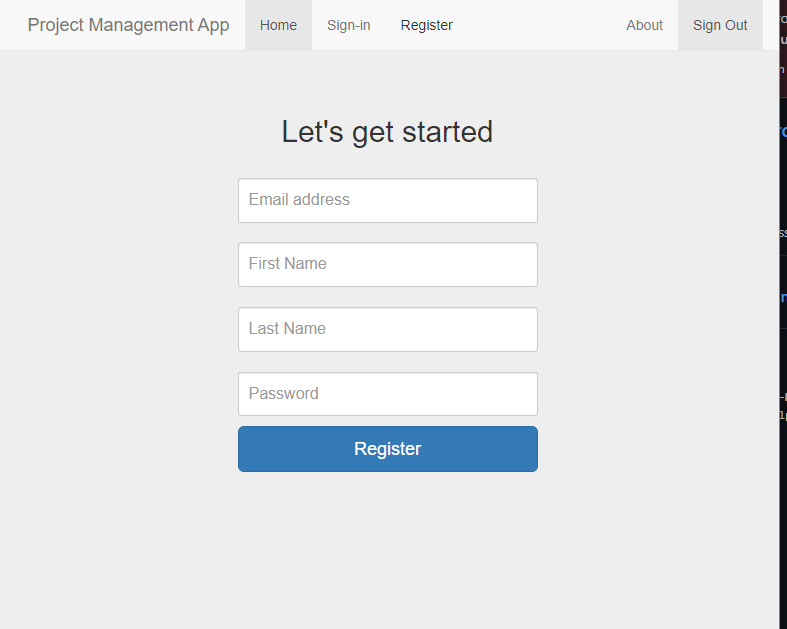 Project Management App Home Sign-in Register About Sign Out
Let's get started
Email address
First Name
Last Name
Password
Register